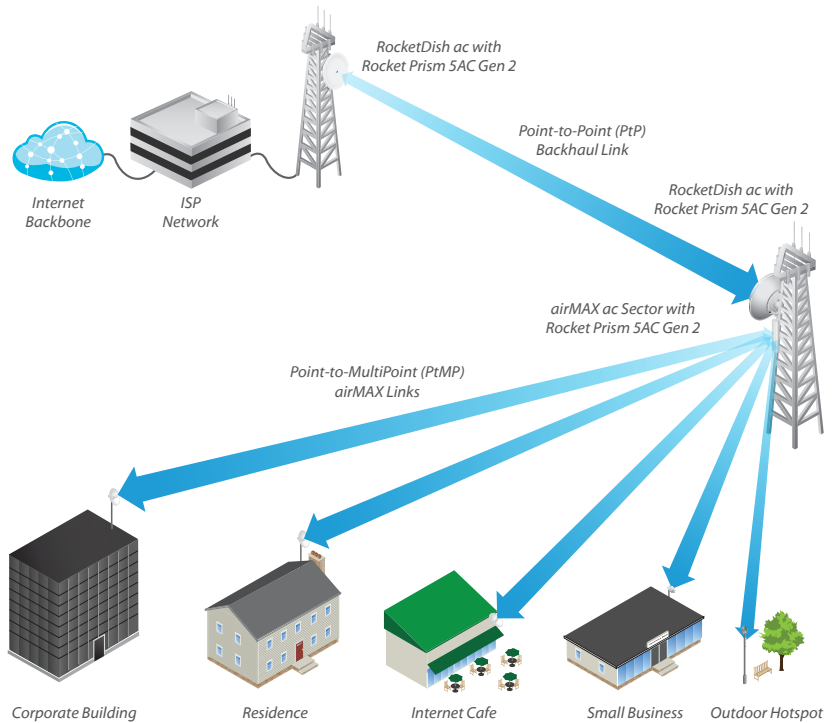 RocketDish ac with
Rocket Prism 5AC Gen 2
Point-to-Point (PtP)
Backhaul Link
Internet
Backbone
ISP
Network
RocketDish ac with
Rocket Prism 5AC Gen 2
airMAX ac Sector with
Rocket Prism 5AC Gen 2
Point-to-MultiPoint (PtMP)
airMAX Links
Corporate Building
Residence
Internet Cafe
Small Business
Outdoor Hotspot